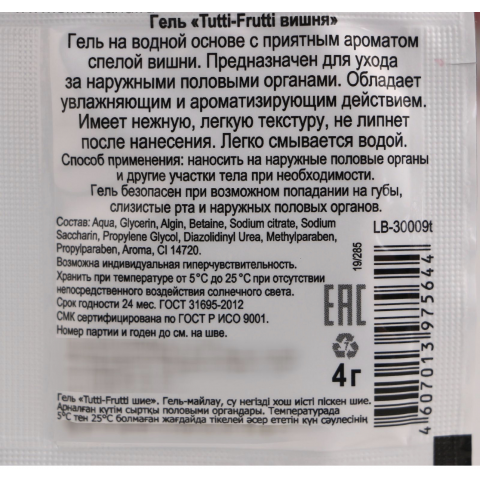 Гель «Tutti-Frutti вишня»
Гель на водной основе с приятным ароматом
спелой вишни. Предназначен для ухода
за наружными половыми органами. Обладает
увлажняющим и ароматизирующим действием.
Имеет нежную, легкую текстуру, не липнет
после нанесения. Легко смывается водой.
Способ применения: наносить на наружные половые органы
и другие участки тела при необходимости.
Гель безопасен при возможном попадании на губы,
слизистые рта и наружных половых органов.
Состав: Aqua, Glycerin, Algin, Betaine, Sodium citrate, Sodium
Saccharin, Propylene Glycol, Diazolidinyl Urea, Methylparaben,
Propylparaben, Aroma, CI 14720.
Возможна индивидуальная гиперчувствительность.
Хранить при температуре от 5°С до 25 °С при отсутствии
непосредственного воздействия солнечного света.
Срок годности 24 мес. ГОСТ 31695-2012
СМК сертифицирована по ГОСТ Р ИСО 9001.
Номер партии и годен до см. на шве.
19/285
LB-30009t
EAC
7
4 г
4 607013 975644
Гель «Tutti-Frutti шие». Гель-майлау, су негізді хош иісті піскен шие.
Арналған күтім сыртқы половыми органдары. Температурада
5°С тен 25°С болмаған жағдайда тікелей әсер ететін күн сәулесінің